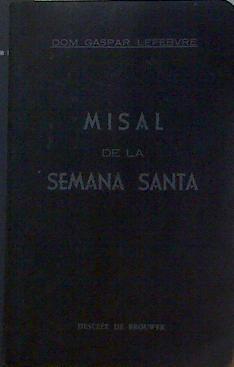 DOM GASPAR LEFEBVRE
MISAL
DE LA
SEMANA SANTA
DESCLÉE DE BROUWER